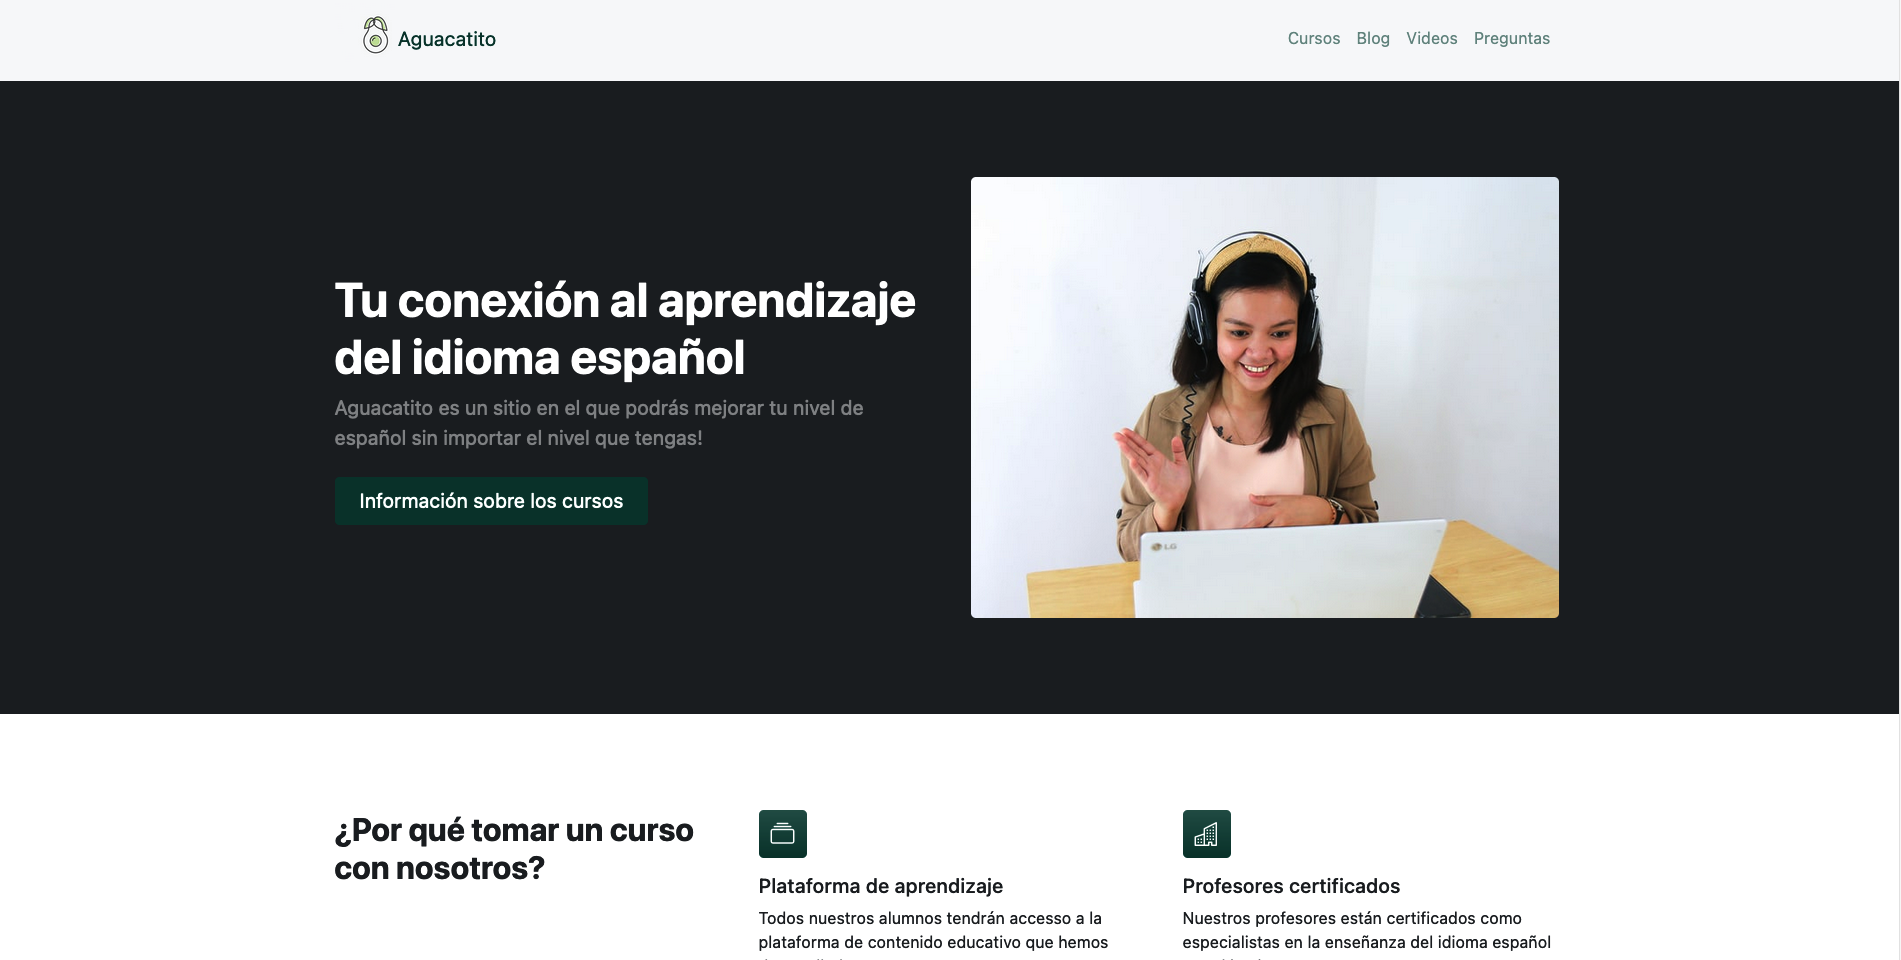 Aguacatito
Cursos Blog Videos Preguntas
Tu conexión al aprendizaje
del idioma español
Aguacatito es un sitio en el que podrás mejorar tu nivel de
español sin importar el nivel que tengas!
Información sobre los cursos
LG
¿Por qué tomar un curso
con nosotros?
Plataforma de aprendizaje
Todos nuestros alumnos tendrán accesso a la
plataforma de contenido educativo que hemos
Profesores certificados
Nuestros profesores están certificados como
especialistas en la enseñanza del idioma español